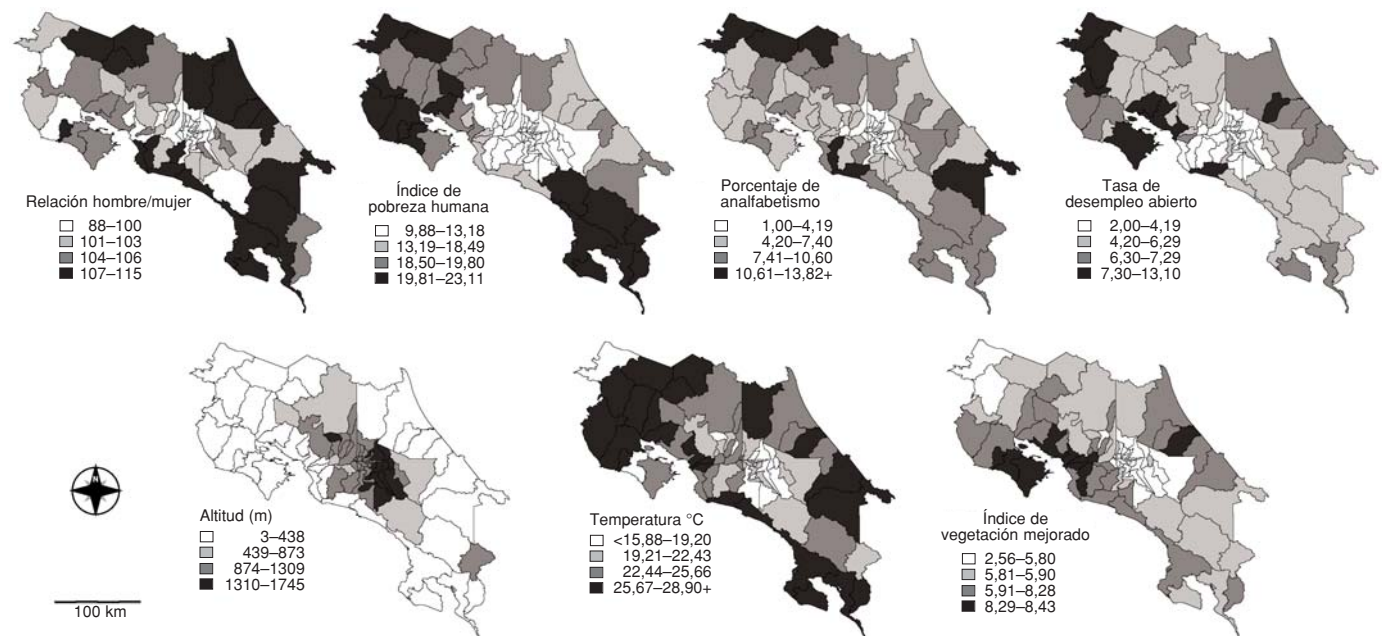 Relación hombre/mujer
88–100
101–103
104–106
107–115
Índice de
pobreza humana
9,88–13,18
13,19–18,49
18,50–19,80
19,81–23,11
Porcentaje de
analfabetismo
1,00–4,19
4,20–7,40
7,41–10,60
10,61–13,82+
Tasa de
desempleo abierto
2,00–4,19
4,20–6,29
6,30–7,29
7,30–13,10
N
100 km
Altitud (m)
3–438
439–873
874–1309
1310–1745
Temperatura °C
<15,88–19,20
19,21–22,43
22,44–25,66
25,67–28,90+
Índice de
vegetación mejorado
2,56–5,80
5,81–5,90
5,91–8,28
8,29–8,43